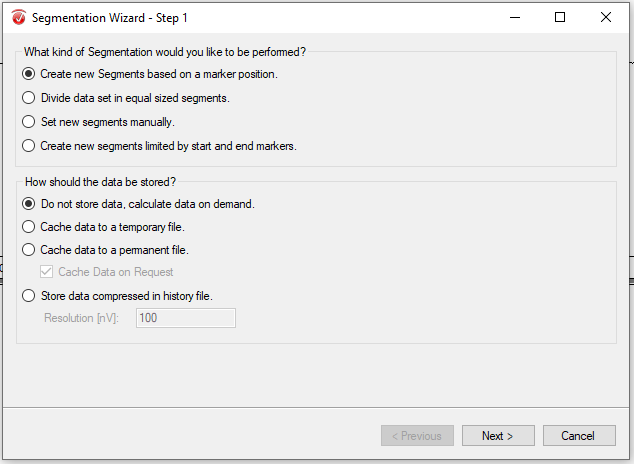 Segmentation Wizard - Step 1
What kind of Segmentation would you like to be performed?
Create new Segments based on a marker position.
Divide data set in equal sized segments.
Set new segments manually.
Create new segments limited by start and end markers.
How should the data be stored?
Do not store data, calculate data on demand.
Cache data to a temporary file.
Cache data to a permanent file.
Cache Data on Request
Store data compressed in history file.
Resolution [nV]: 100
< Previous Next > Cancel